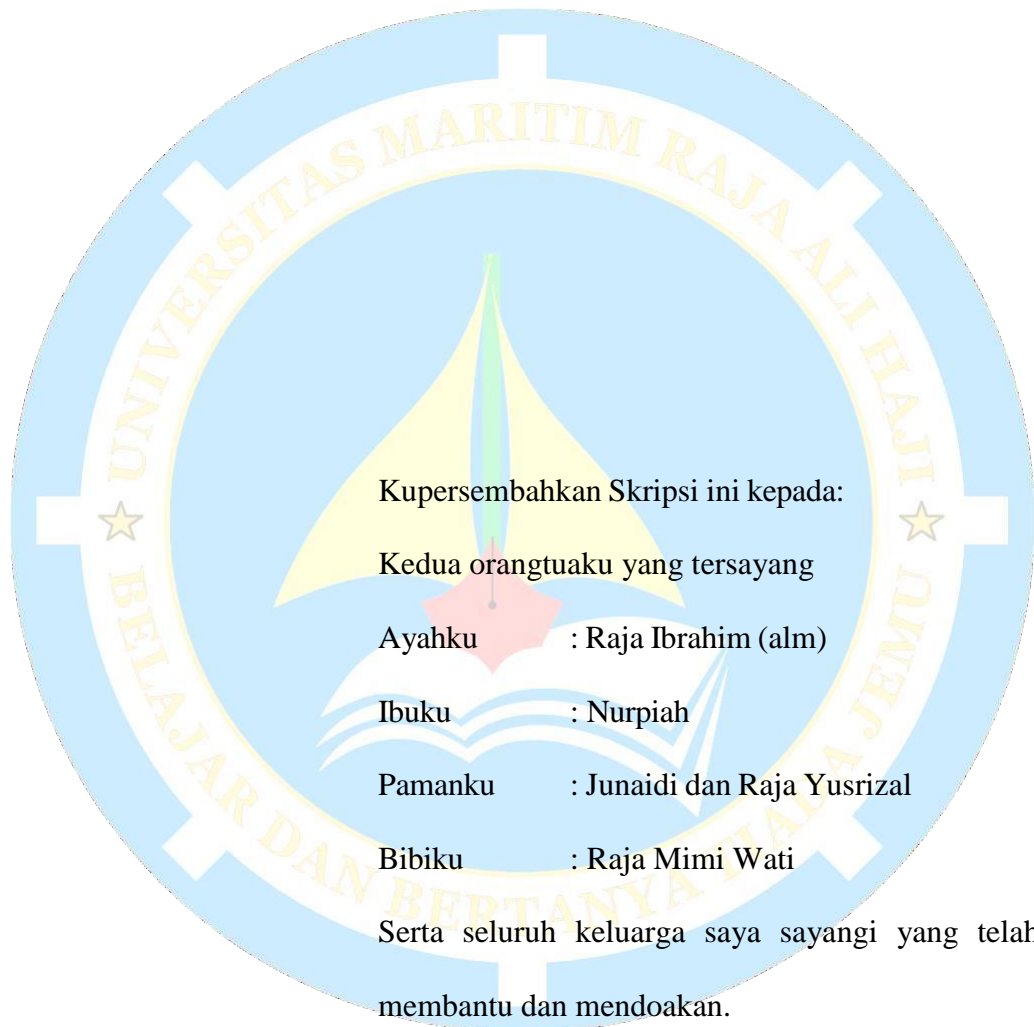 UNIVERSITAS MARITIM RAJA ALI HAJI
Kupersembahkan Skripsi ini kepada:
Kedua orangtuaku yang tersayang
Ayahku : Raja Ibrahim (alm)
Ibuku : Nurpiah
Pamanku : Junaidi dan Raja Yusrizal
Bibiku : Raja Mimi Wati
Serta seluruh keluarga saya sayangi yang telah
membantu dan mendoakan.
BELAJAR DAN BERTANYA TIADA JEMU